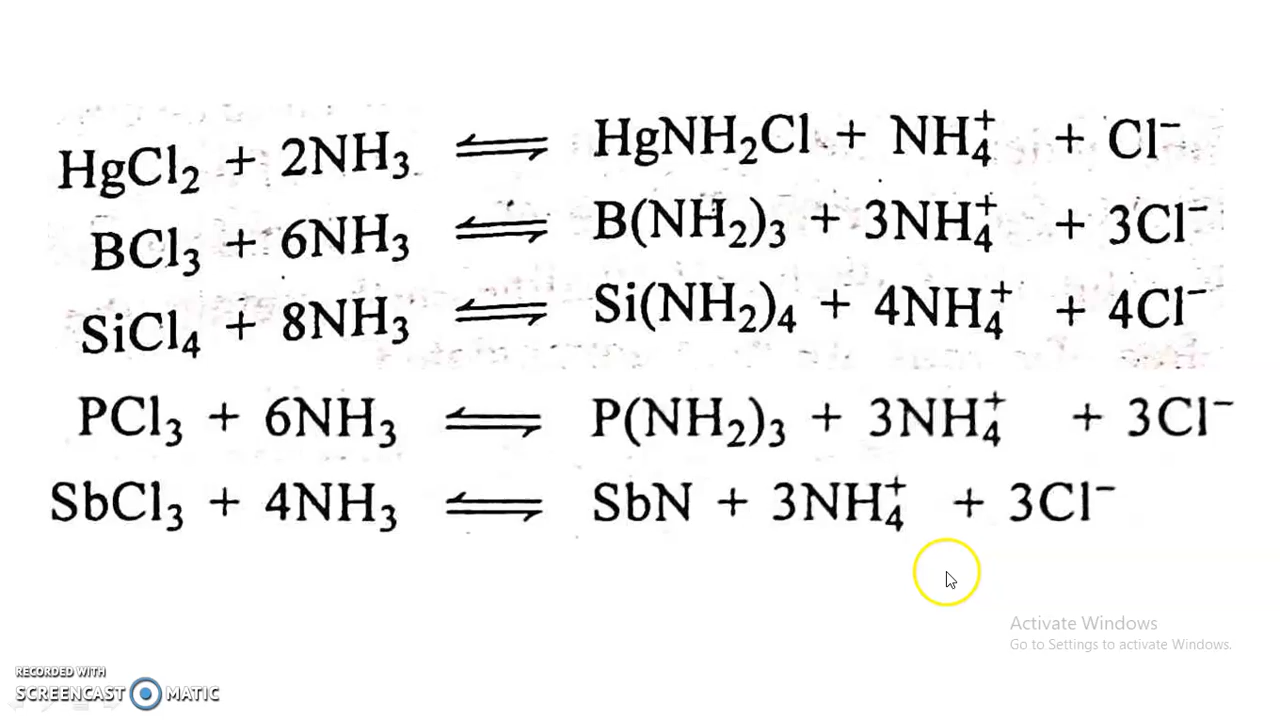 HgCl₂ + 2NH₃ ⇌ HgNH₂Cl + NH₄⁺ + Cl⁻
BCl₃ + 6NH₃ ⇌ B(NH₂)₃ + 3NH₄⁺ + 3Cl⁻
SiCl₄ + 8NH₃ ⇌ Si(NH₂)₄ + 4NH₄⁺ + 4Cl⁻
PCl₃ + 6NH₃ ⇌ P(NH₂)₃ + 3NH₄⁺ + 3Cl⁻
SbCl₃ + 4NH₃ ⇌ SbN + 3NH₄⁺ + 3Cl⁻
Activate Windows
Go to Settings to activate Windows.
RECORDED WITH
SCREENCAST MATIC